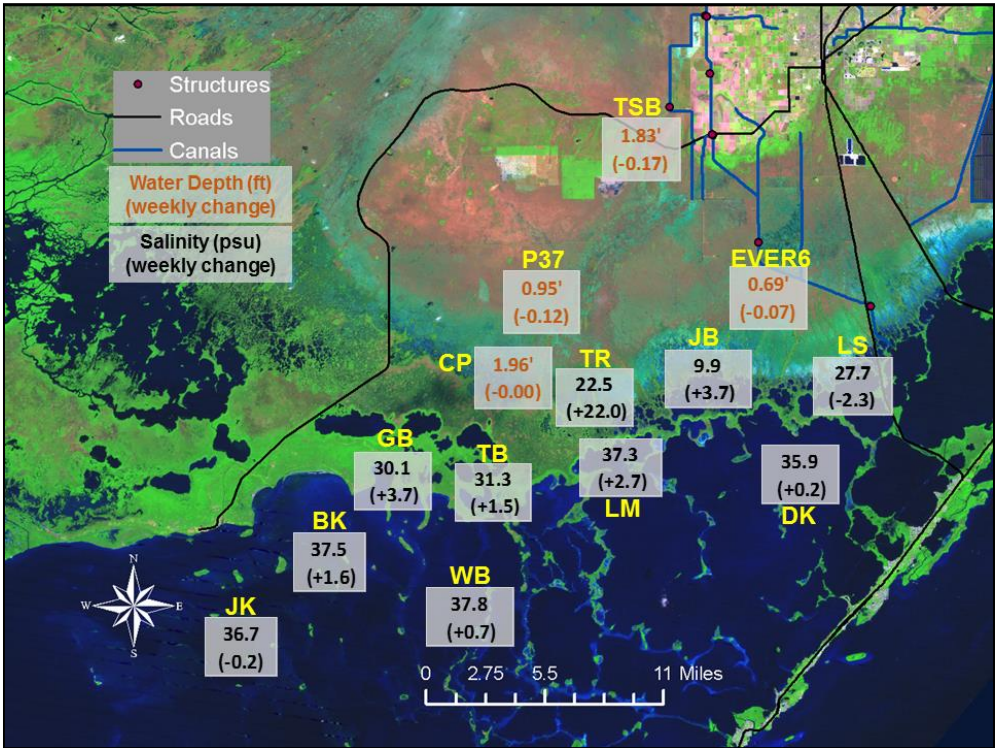 Structures
Roads
Canals
Water Depth (ft)
(weekly change)
Salinity (psu)
(weekly change)
TSB
1.83'
(-0.17)
P37
0.95'
(-0.12)
EVER6
0.69'
(-0.07)
CP
1.96'
(-0.00)
TR
22.5
(+22.0)
JB
9.9
(+3.7)
LS
27.7
(-2.3)
GB
30.1
(+3.7)
TB
31.3
(+1.5)
37.3
(+2.7)
LM
35.9
(+0.2)
DK
BK
37.5
(+1.6)
WB
37.8
(+0.7)
JK
36.7
(-0.2)
N
W E
S
0 2.75 5.5 11 Miles